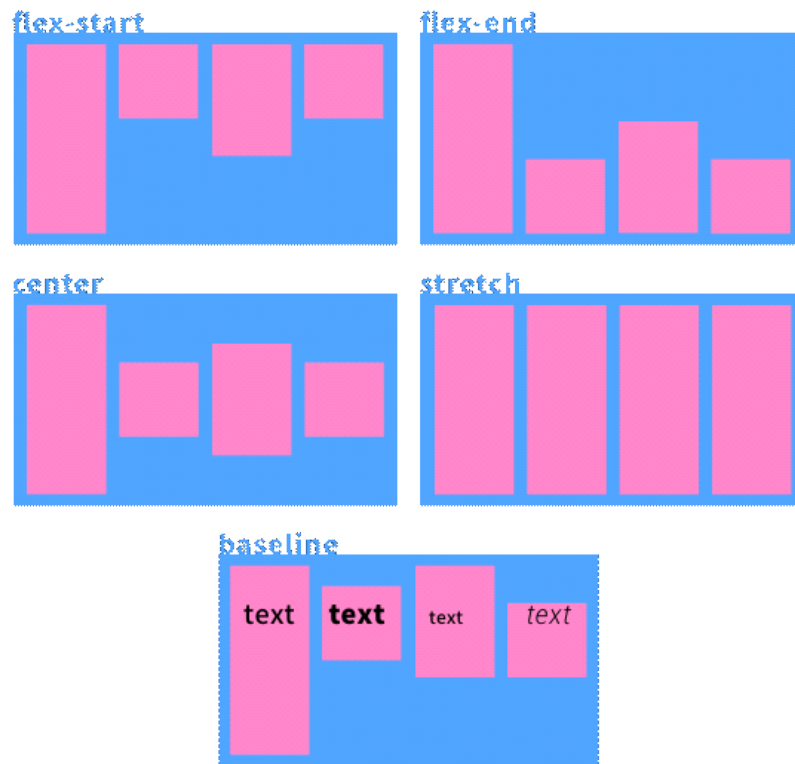 flex-start
flex-end
center
stretch
baseline
text text text text